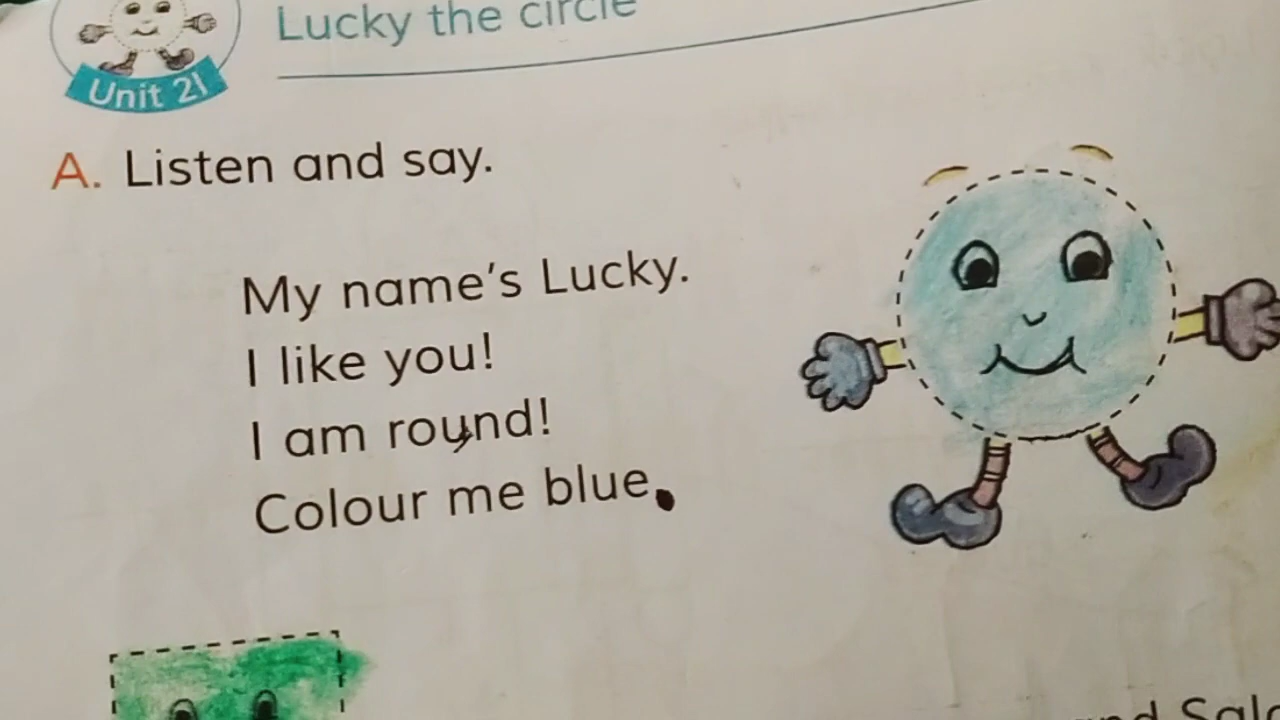 Lucky the circle
Unit 21
A. Listen and say.
My name's Lucky.
I like you!
I am round!
Colour me blue.